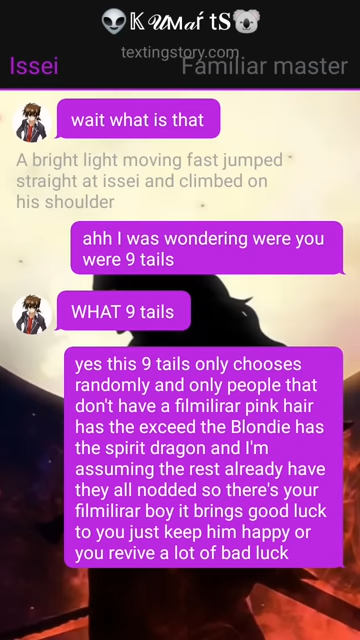 👽𝕂 𝓤мaŕ tS🐨
textingstory.com
Issei
Familiar master
wait what is that
A bright light moving fast jumped
straight at issei and climbed on
his shoulder
ahh I was wondering were you
were 9 tails
WHAT 9 tails
yes this 9 tails only chooses
randomly and only people that
don't have a filmilirar pink hair
has the exceed the Blondie has
the spirit dragon and I'm
assuming the rest already have
they all nodded so there's your
filmilirar boy it brings good luck
to you just keep him happy or
you revive a lot of bad luck